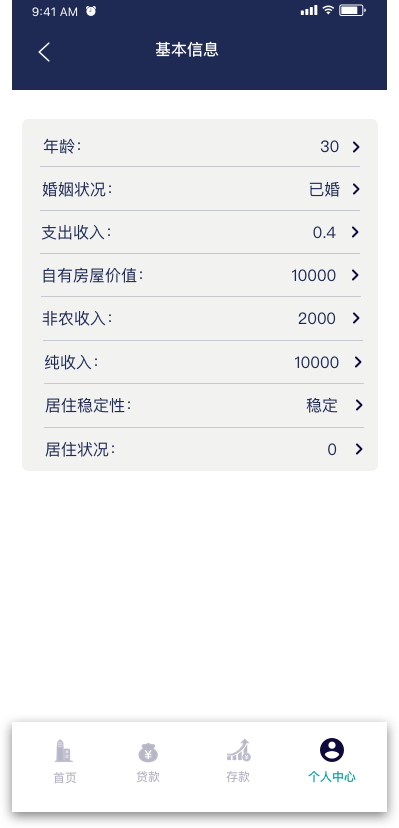 9:41 AM
基本信息
年龄： 30
婚姻状况： 已婚
支出收入： 0.4
自有房屋价值： 10000
非农收入： 2000
纯收入： 10000
居住稳定性： 稳定
居住状况： 0
首页 贷款 存款 个人中心